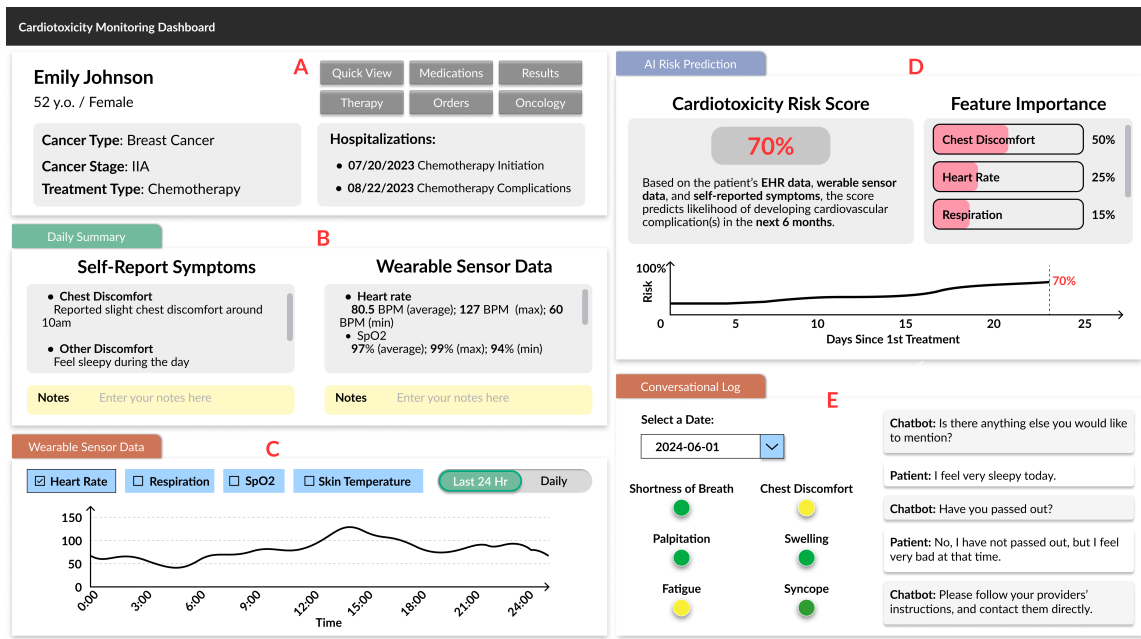 Cardiotoxicity Monitoring Dashboard
A
Emily Johnson
52 y.o. / Female
Quick View
Medications
Results
Therapy
Orders
Oncology
Cancer Type: Breast Cancer
Cancer Stage: IIA
Treatment Type: Chemotherapy
Hospitalizations:
• 07/20/2023 Chemotherapy Initiation
• 08/22/2023 Chemotherapy Complications
Daily Summary
B
Self-Report Symptoms
• Chest Discomfort
Reported slight chest discomfort around
10am
• Other Discomfort
Feel sleepy during the day
Notes Enter your notes here
Wearable Sensor Data
• Heart rate
80.5 BPM (average); 127 BPM (max); 60
BPM (min)
• SpO2
97% (average); 99% (max); 94% (min)
Notes Enter your notes here
Wearable Sensor Data
C
Heart Rate
Respiration
SpO2
Skin Temperature
Last 24 Hr
Daily
150
100
50
0
0:00 3:00 6:00 9:00 12:00 15:00 18:00 21:00 24:00
Time
AI Risk Prediction
D
Cardiotoxicity Risk Score
70%
Based on the patient's EHR data, werable sensor
data, and self-reported symptoms, the score
predicts likelihood of developing cardiovascular
complication(s) in the next 6 months.
Feature Importance
Chest Discomfort 50%
Heart Rate 25%
Respiration 15%
100%
Risk
70%
0 5 10 15 20 25
Days Since 1st Treatment
Conversational Log
E
Select a Date:
2024-06-01
Shortness of Breath
Chest Discomfort
Palpitation
Swelling
Fatigue
Syncope
Chatbot: Is there anything else you would like
to mention?
Patient: I feel very sleepy today.
Chatbot: Have you passed out?
Patient: No, I have not passed out, but I feel
very bad at that time.
Chatbot: Please follow your providers'
instructions, and contact them directly.